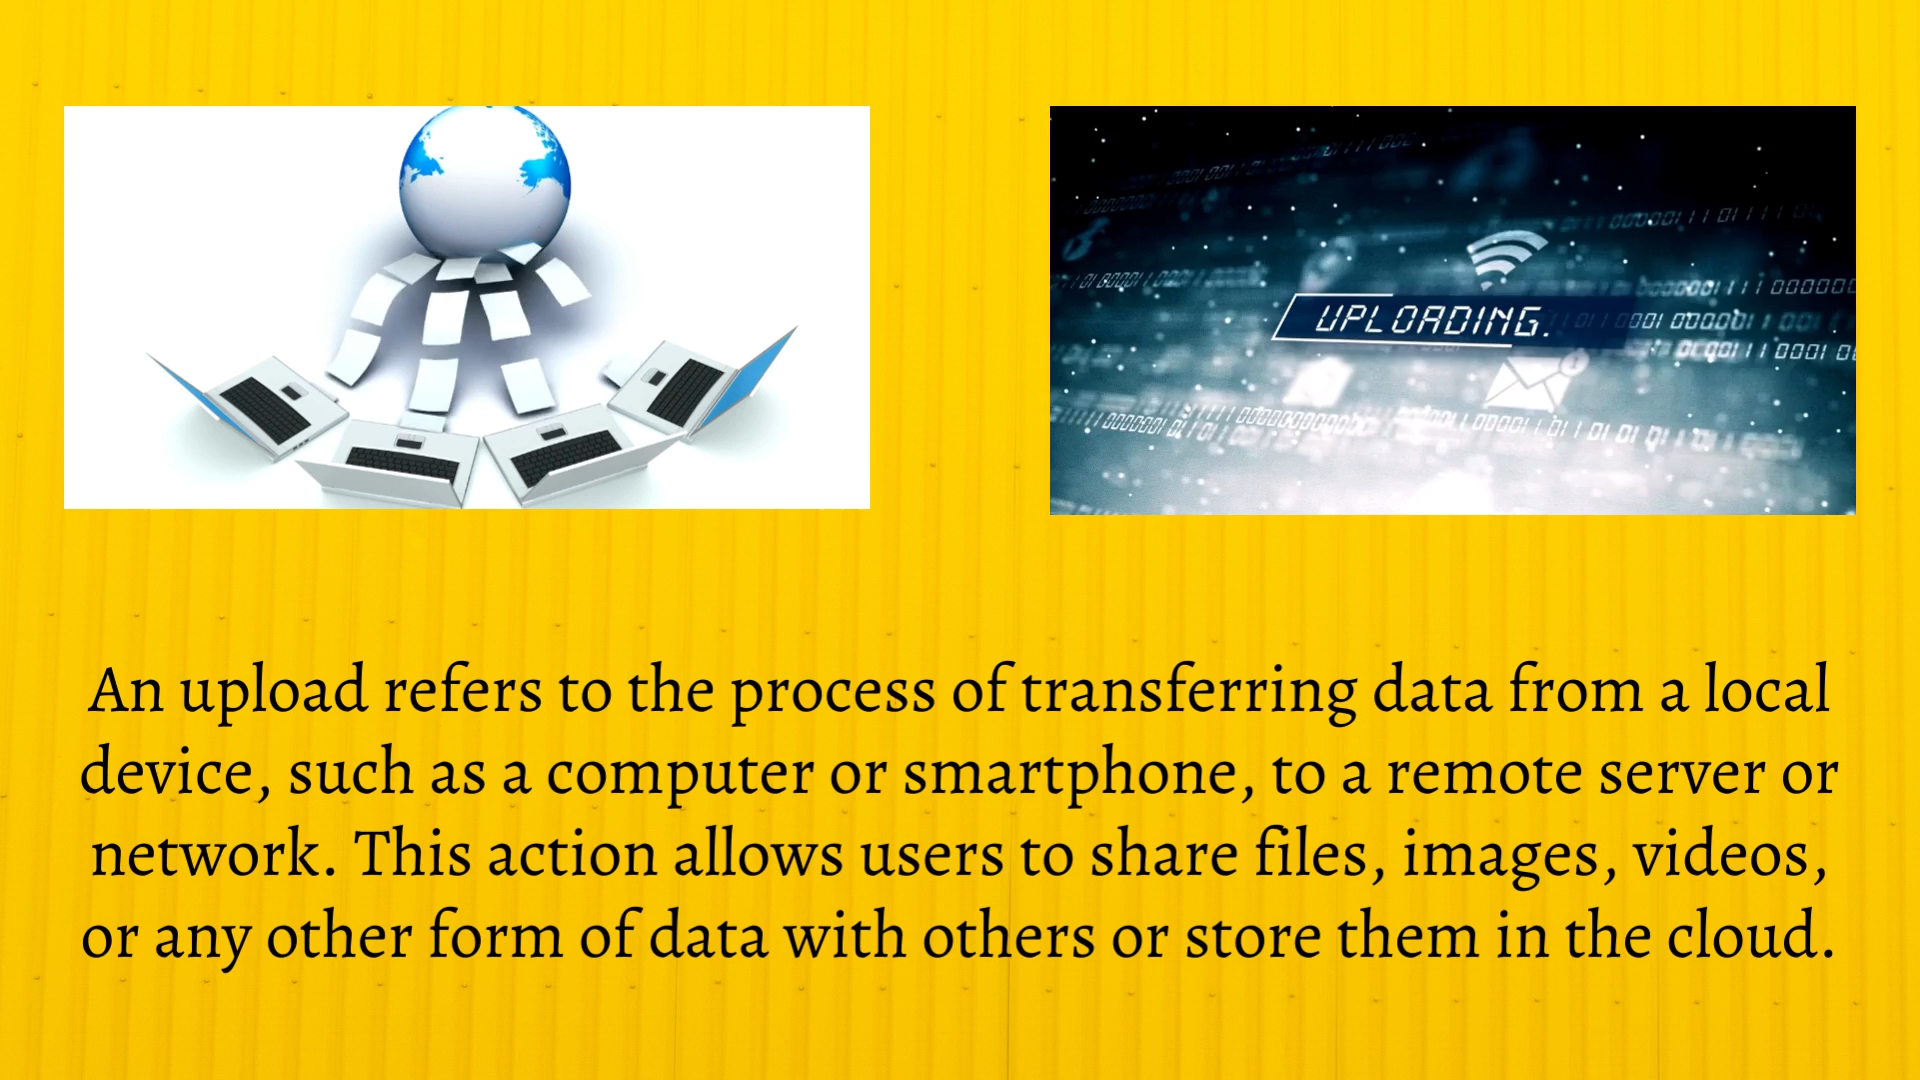 UPLOADING.
An upload refers to the process of transferring data from a local
device, such as a computer or smartphone, to a remote server or
network. This action allows users to share files, images, videos,
or any other form of data with others or store them in the cloud.